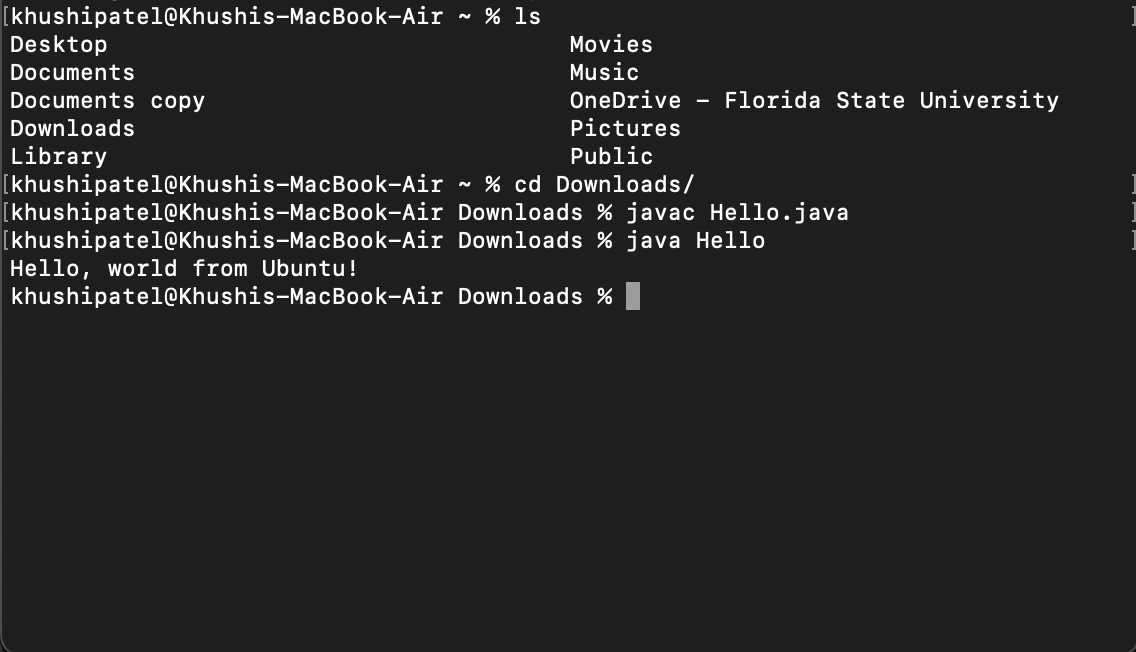 [khushipatel@Khushis-MacBook-Air ~ % ls ]
Desktop Movies
Documents Music
Documents copy OneDrive – Florida State University
Downloads Pictures
Library Public
[khushipatel@Khushis-MacBook-Air ~ % cd Downloads/ ]
[khushipatel@Khushis-MacBook-Air Downloads % javac Hello.java ]
[khushipatel@Khushis-MacBook-Air Downloads % java Hello ]
Hello, world from Ubuntu!
khushipatel@Khushis-MacBook-Air Downloads %